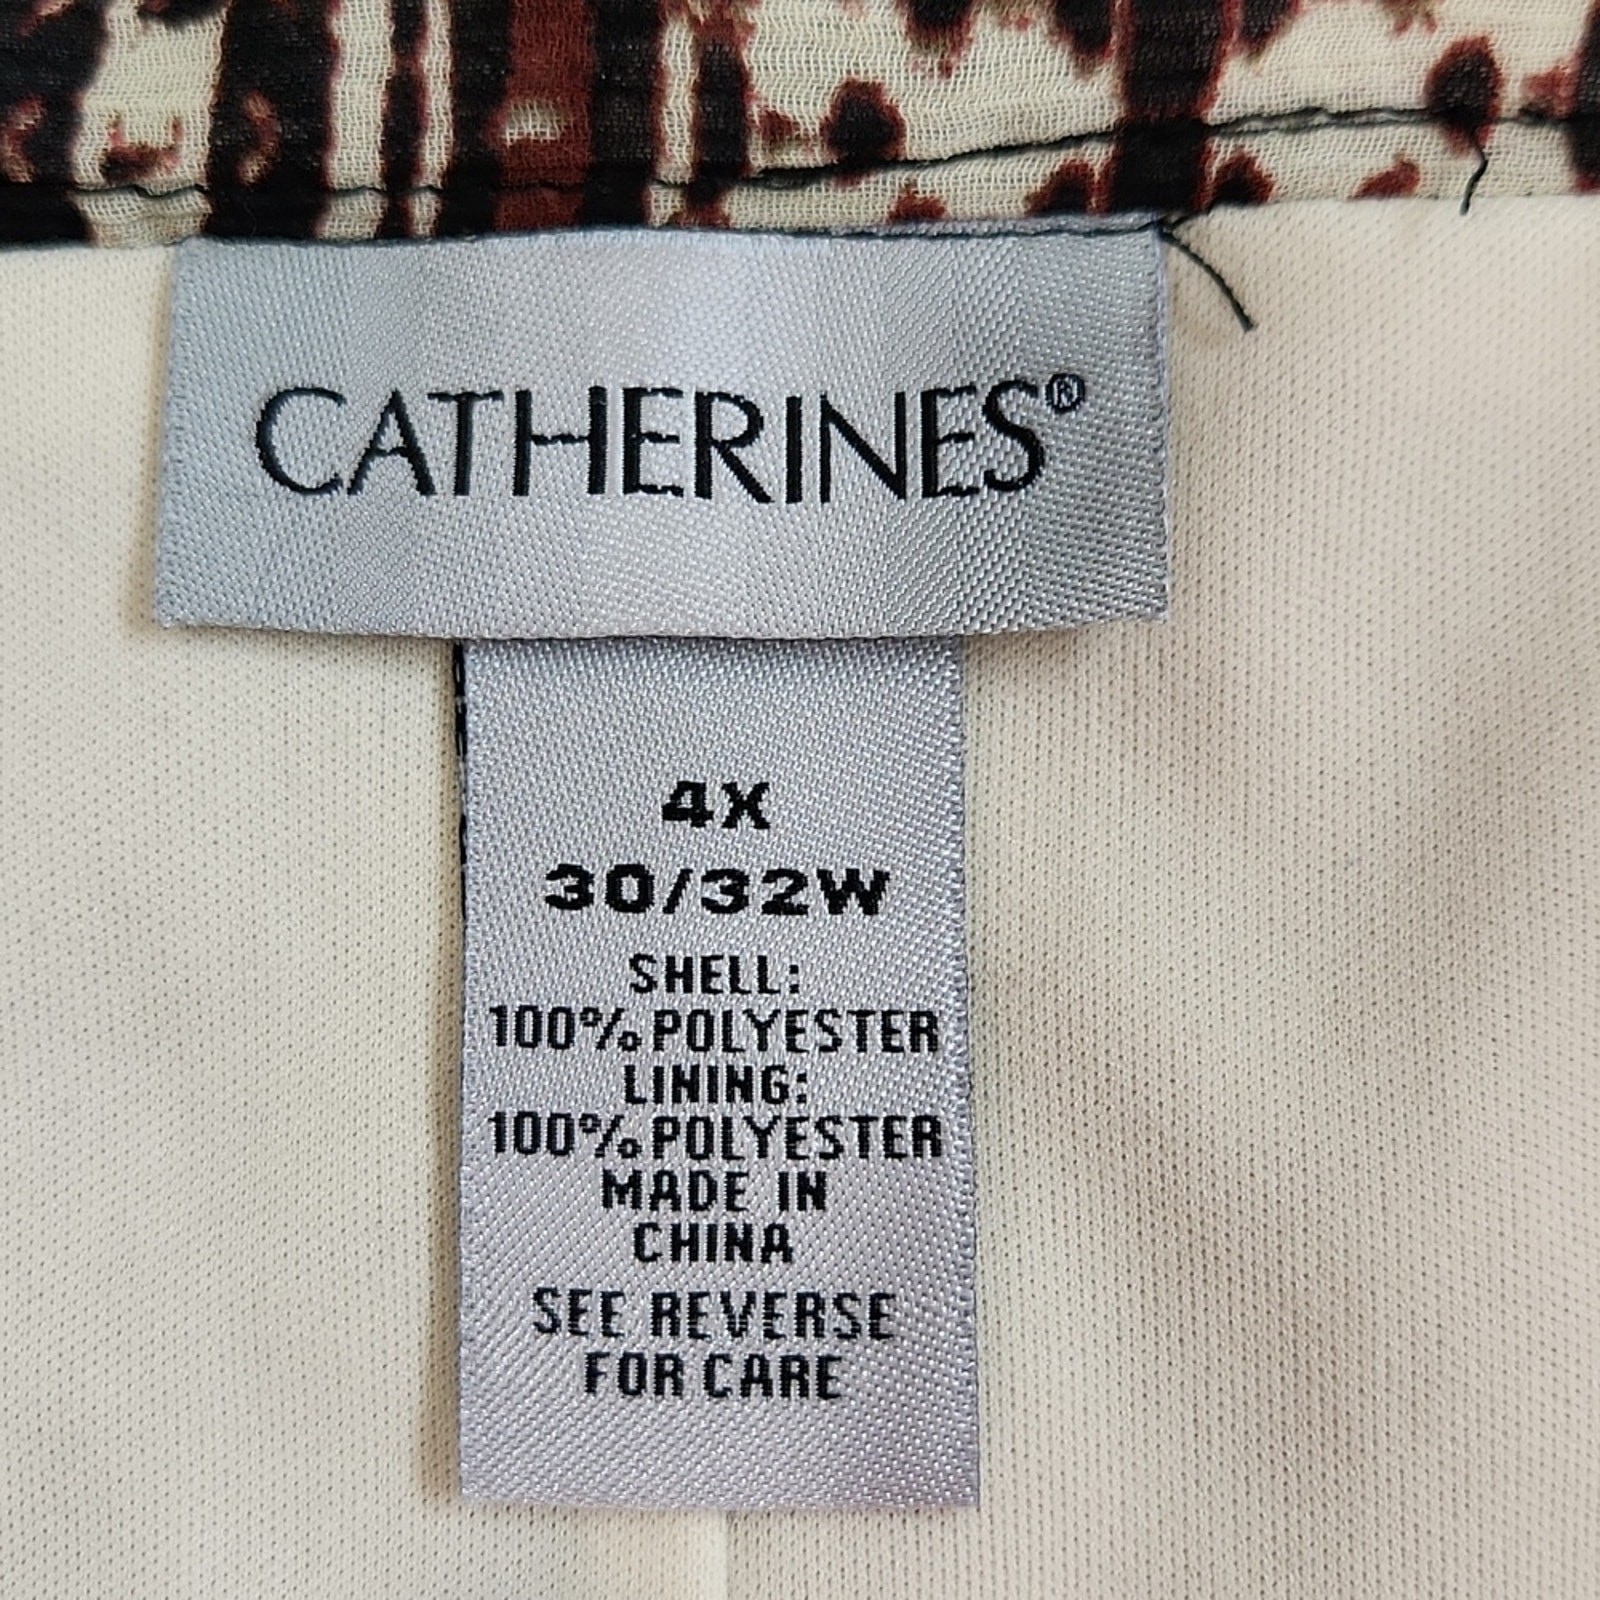 CATHERINES®
4X
30/32W
SHELL:
100% POLYESTER
LINING:
100% POLYESTER
MADE IN
CHINA
SEE REVERSE
FOR CARE